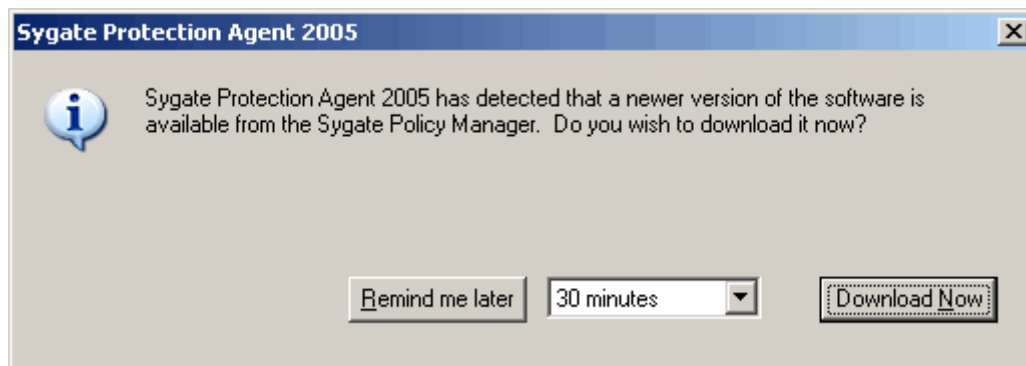 Sygate Protection Agent 2005
Sygate Protection Agent 2005 has detected that a newer version of the software is
available from the Sygate Policy Manager. Do you wish to download it now?
Remind me later
30 minutes
Download Now